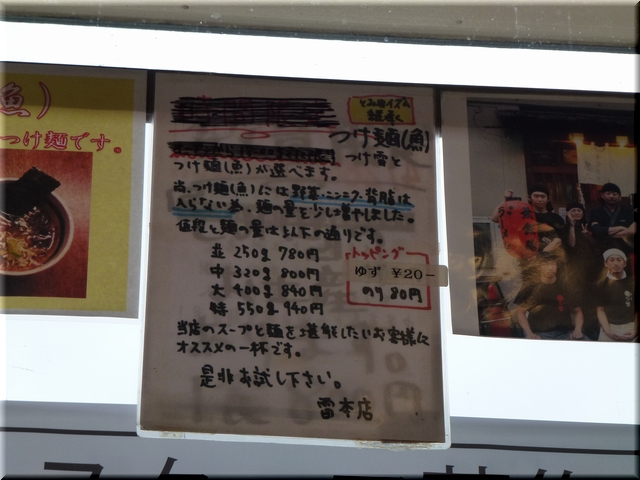 魚)
つけ麺です。
とみ田イズム
継承
つけ麺(魚)
つけ雷と
つけ麺(魚)が選べます。
当、つけ麺(魚)には野菜・ニンニク・背脂は
入らない為、麺の量を少し増やしました。
値段と麺の量は以下の通りです。
並 250g 780円
中 320g 800円
大 400g 840円
特 550g 940円
トッピング
ゆず ¥20-
のり 80円
当店のスープと麺を堪能したいお客様に
オススメの一杯です。
是非お試し下さい。
雷本店